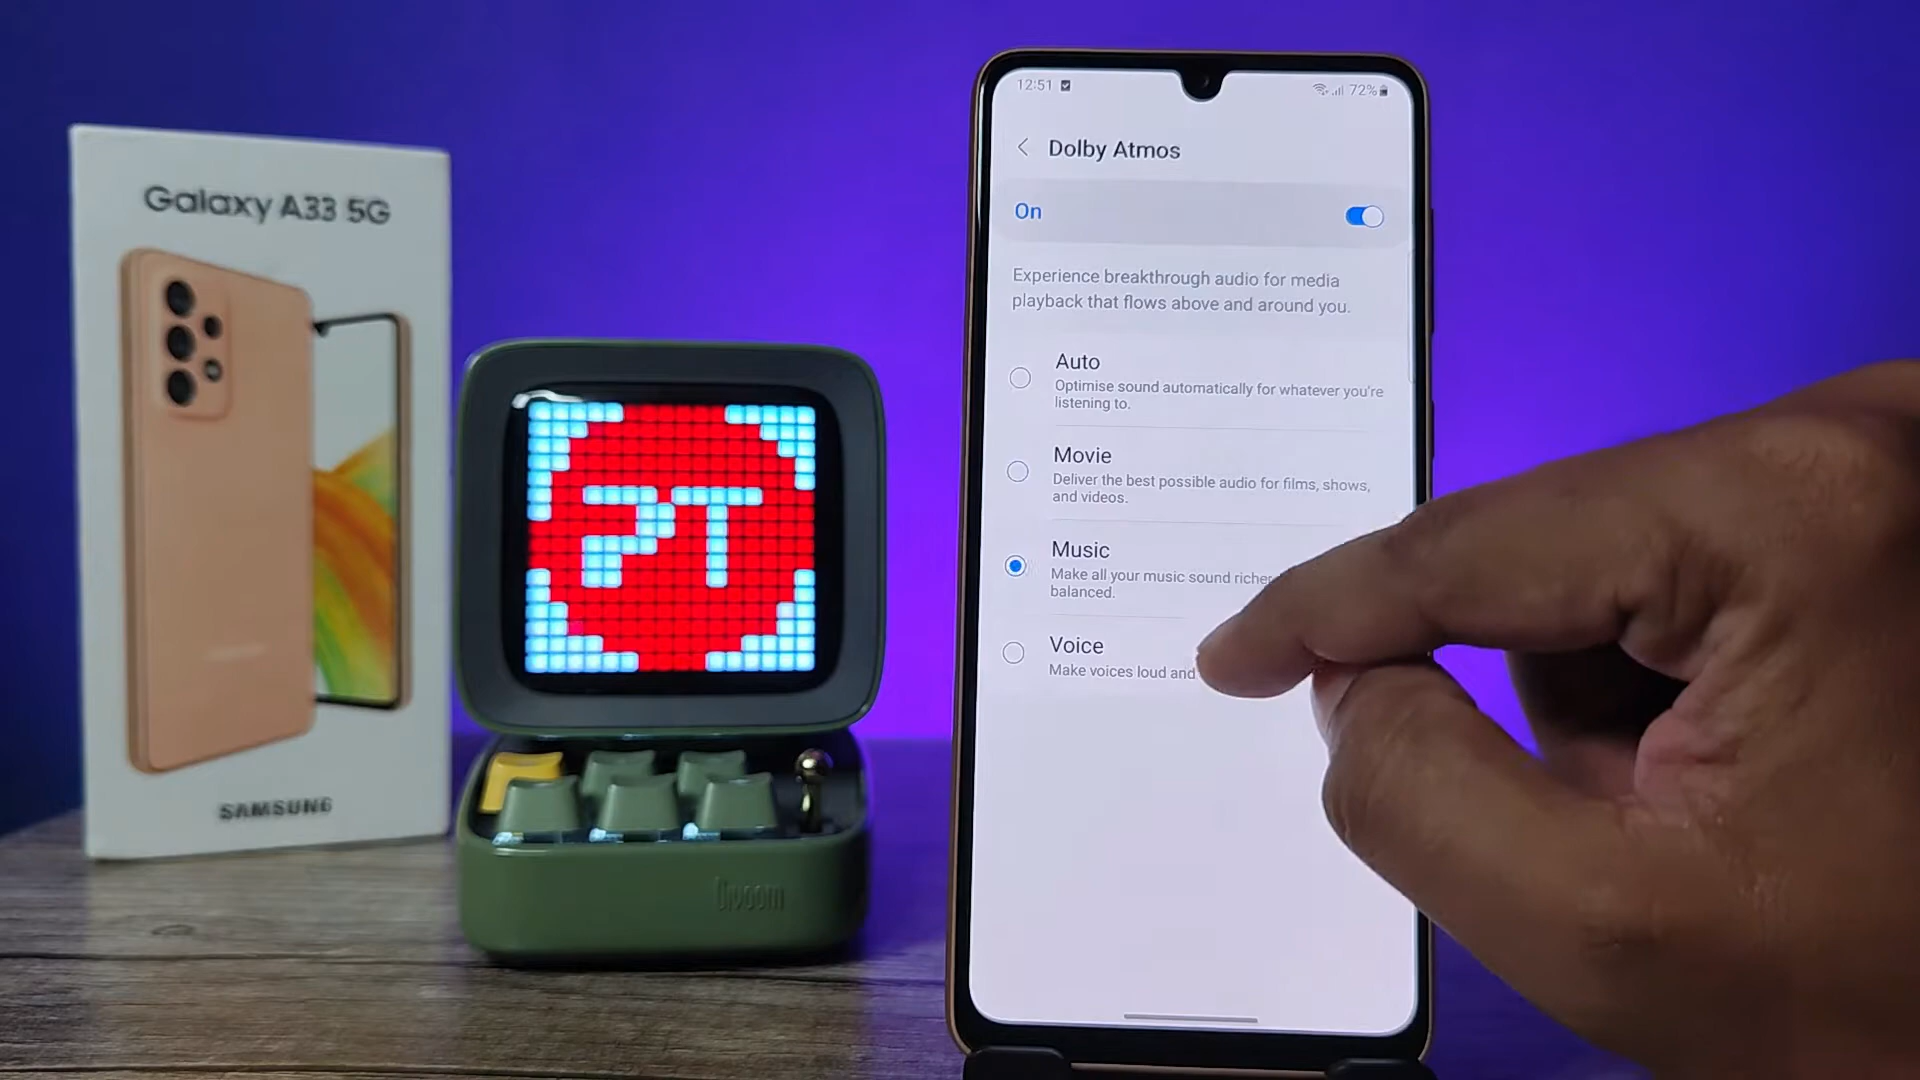 Galaxy A33 5G
SAMSUNG
PT
Divoom
12:51
72%
Dolby Atmos
On
Experience breakthrough audio for media
playback that flows above and around you.
Auto
Optimise sound automatically for whatever you're
listening to.
Movie
Deliver the best possible audio for films, shows,
and videos.
Music
Make all your music sound richer
balanced.
Voice
Make voices loud and